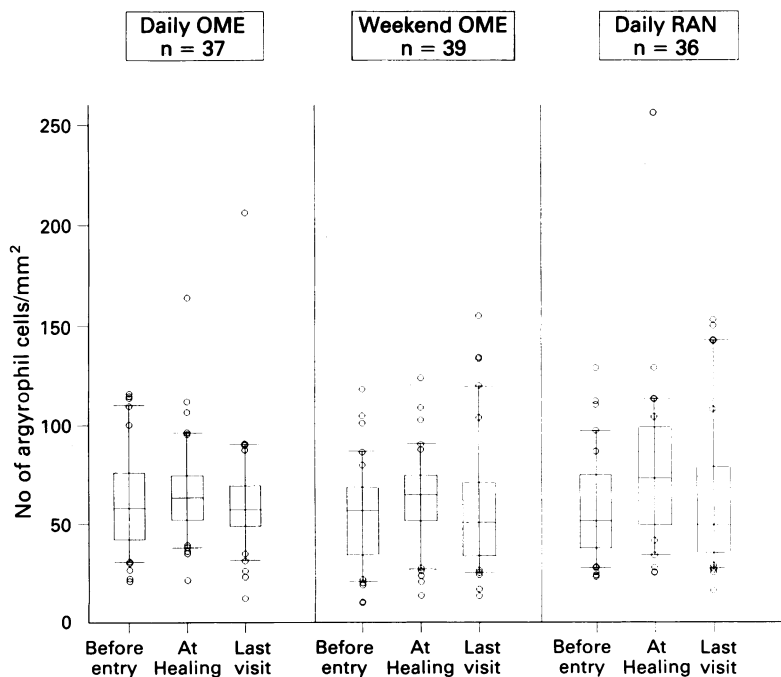 Daily OME
n = 37
Weekend OME
n = 39
Daily RAN
n = 36
No of argyrophil cells/mm²
250
200
150
100
50
0
Before
entry
At
Healing
Last
visit
Before
entry
At
Healing
Last
visit
Before
entry
At
Healing
Last
visit